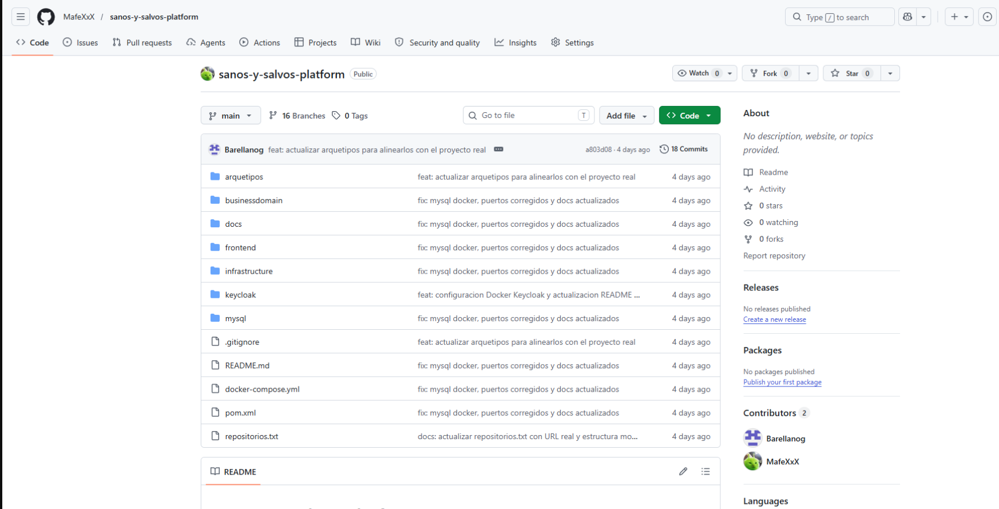 MafeXxX / sanos-y-salvos-platform
Type / to search
Code
Issues
Pull requests
Agents
Actions
Projects
Wiki
Security and quality
Insights
Settings
sanos-y-salvos-platform Public
Watch 0
Fork 0
Star 0
main
16 Branches
0 Tags
Go to file T
Add file
Code
Barellanog feat: actualizar arquetipos para alinearlos con el proyecto real
a803d08 · 4 days ago
18 Commits
arquetipos feat: actualizar arquetipos para alinearlos con el proyecto real 4 days ago
businessdomain fix: mysql docker, puertos corregidos y docs actualizados 4 days ago
docs fix: mysql docker, puertos corregidos y docs actualizados 4 days ago
frontend fix: mysql docker, puertos corregidos y docs actualizados 4 days ago
infrastructure fix: mysql docker, puertos corregidos y docs actualizados 4 days ago
keycloak feat: configuracion Docker Keycloak y actualizacion README ... 4 days ago
mysql fix: mysql docker, puertos corregidos y docs actualizados 4 days ago
.gitignore feat: actualizar arquetipos para alinearlos con el proyecto real 4 days ago
README.md fix: mysql docker, puertos corregidos y docs actualizados 4 days ago
docker-compose.yml fix: mysql docker, puertos corregidos y docs actualizados 4 days ago
pom.xml fix: mysql docker, puertos corregidos y docs actualizados 4 days ago
repositorios.txt docs: actualizar repositorios.txt con URL real y estructura mo... 4 days ago
README
About
No description, website, or topics
provided.
Readme
Activity
0 stars
0 watching
0 forks
Report repository
Releases
No releases published
Create a new release
Packages
No packages published
Publish your first package
Contributors 2
Barellanog
MafeXxX
Languages